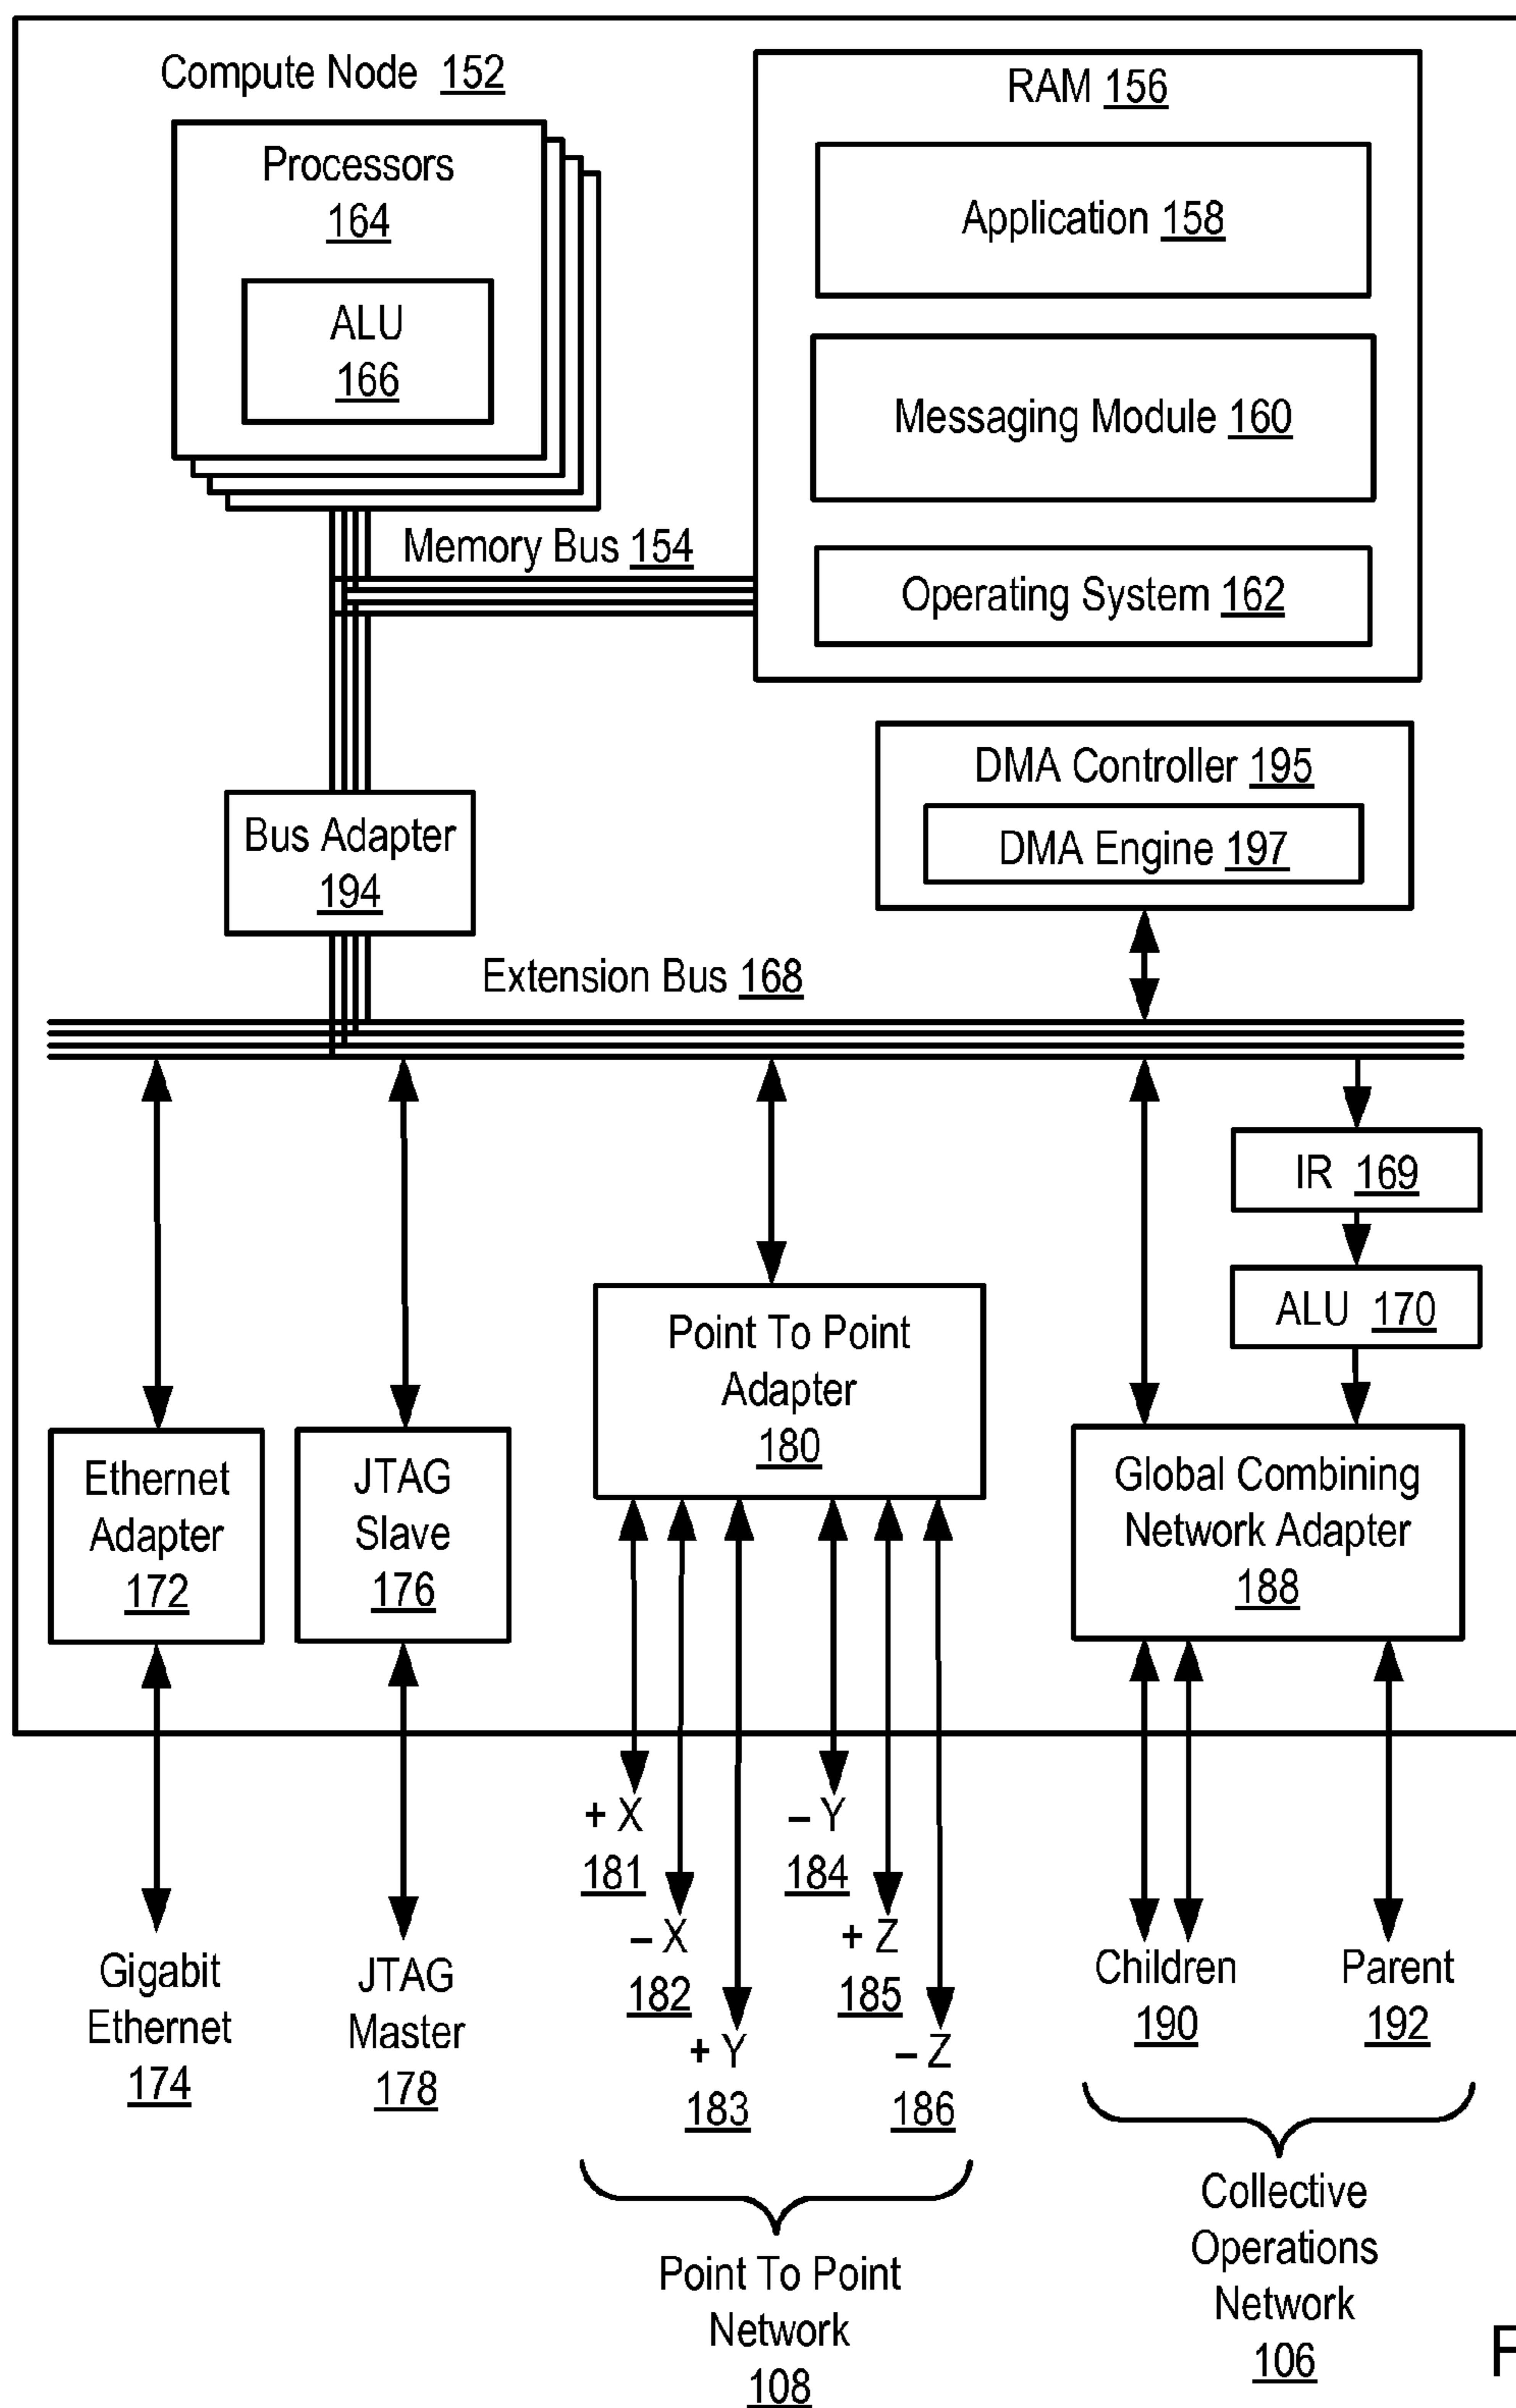 Compute Node 152
Processors
164
ALU
166
RAM 156
Application 158
Messaging Module 160
Operating System 162
Memory Bus 154
DMA Controller 195
DMA Engine 197
Bus Adapter
194
Extension Bus 168
IR 169
ALU 170
Point To Point
Adapter
180
Ethernet
Adapter
172
JTAG
Slave
176
Global Combining
Network Adapter
188
+ X
181
– X
182
+ Y
183
– Y
184
+ Z
185
– Z
186
Gigabit
Ethernet
174
JTAG
Master
178
Children
190
Parent
192
Point To Point
Network
108
Collective
Operations
Network
106
F